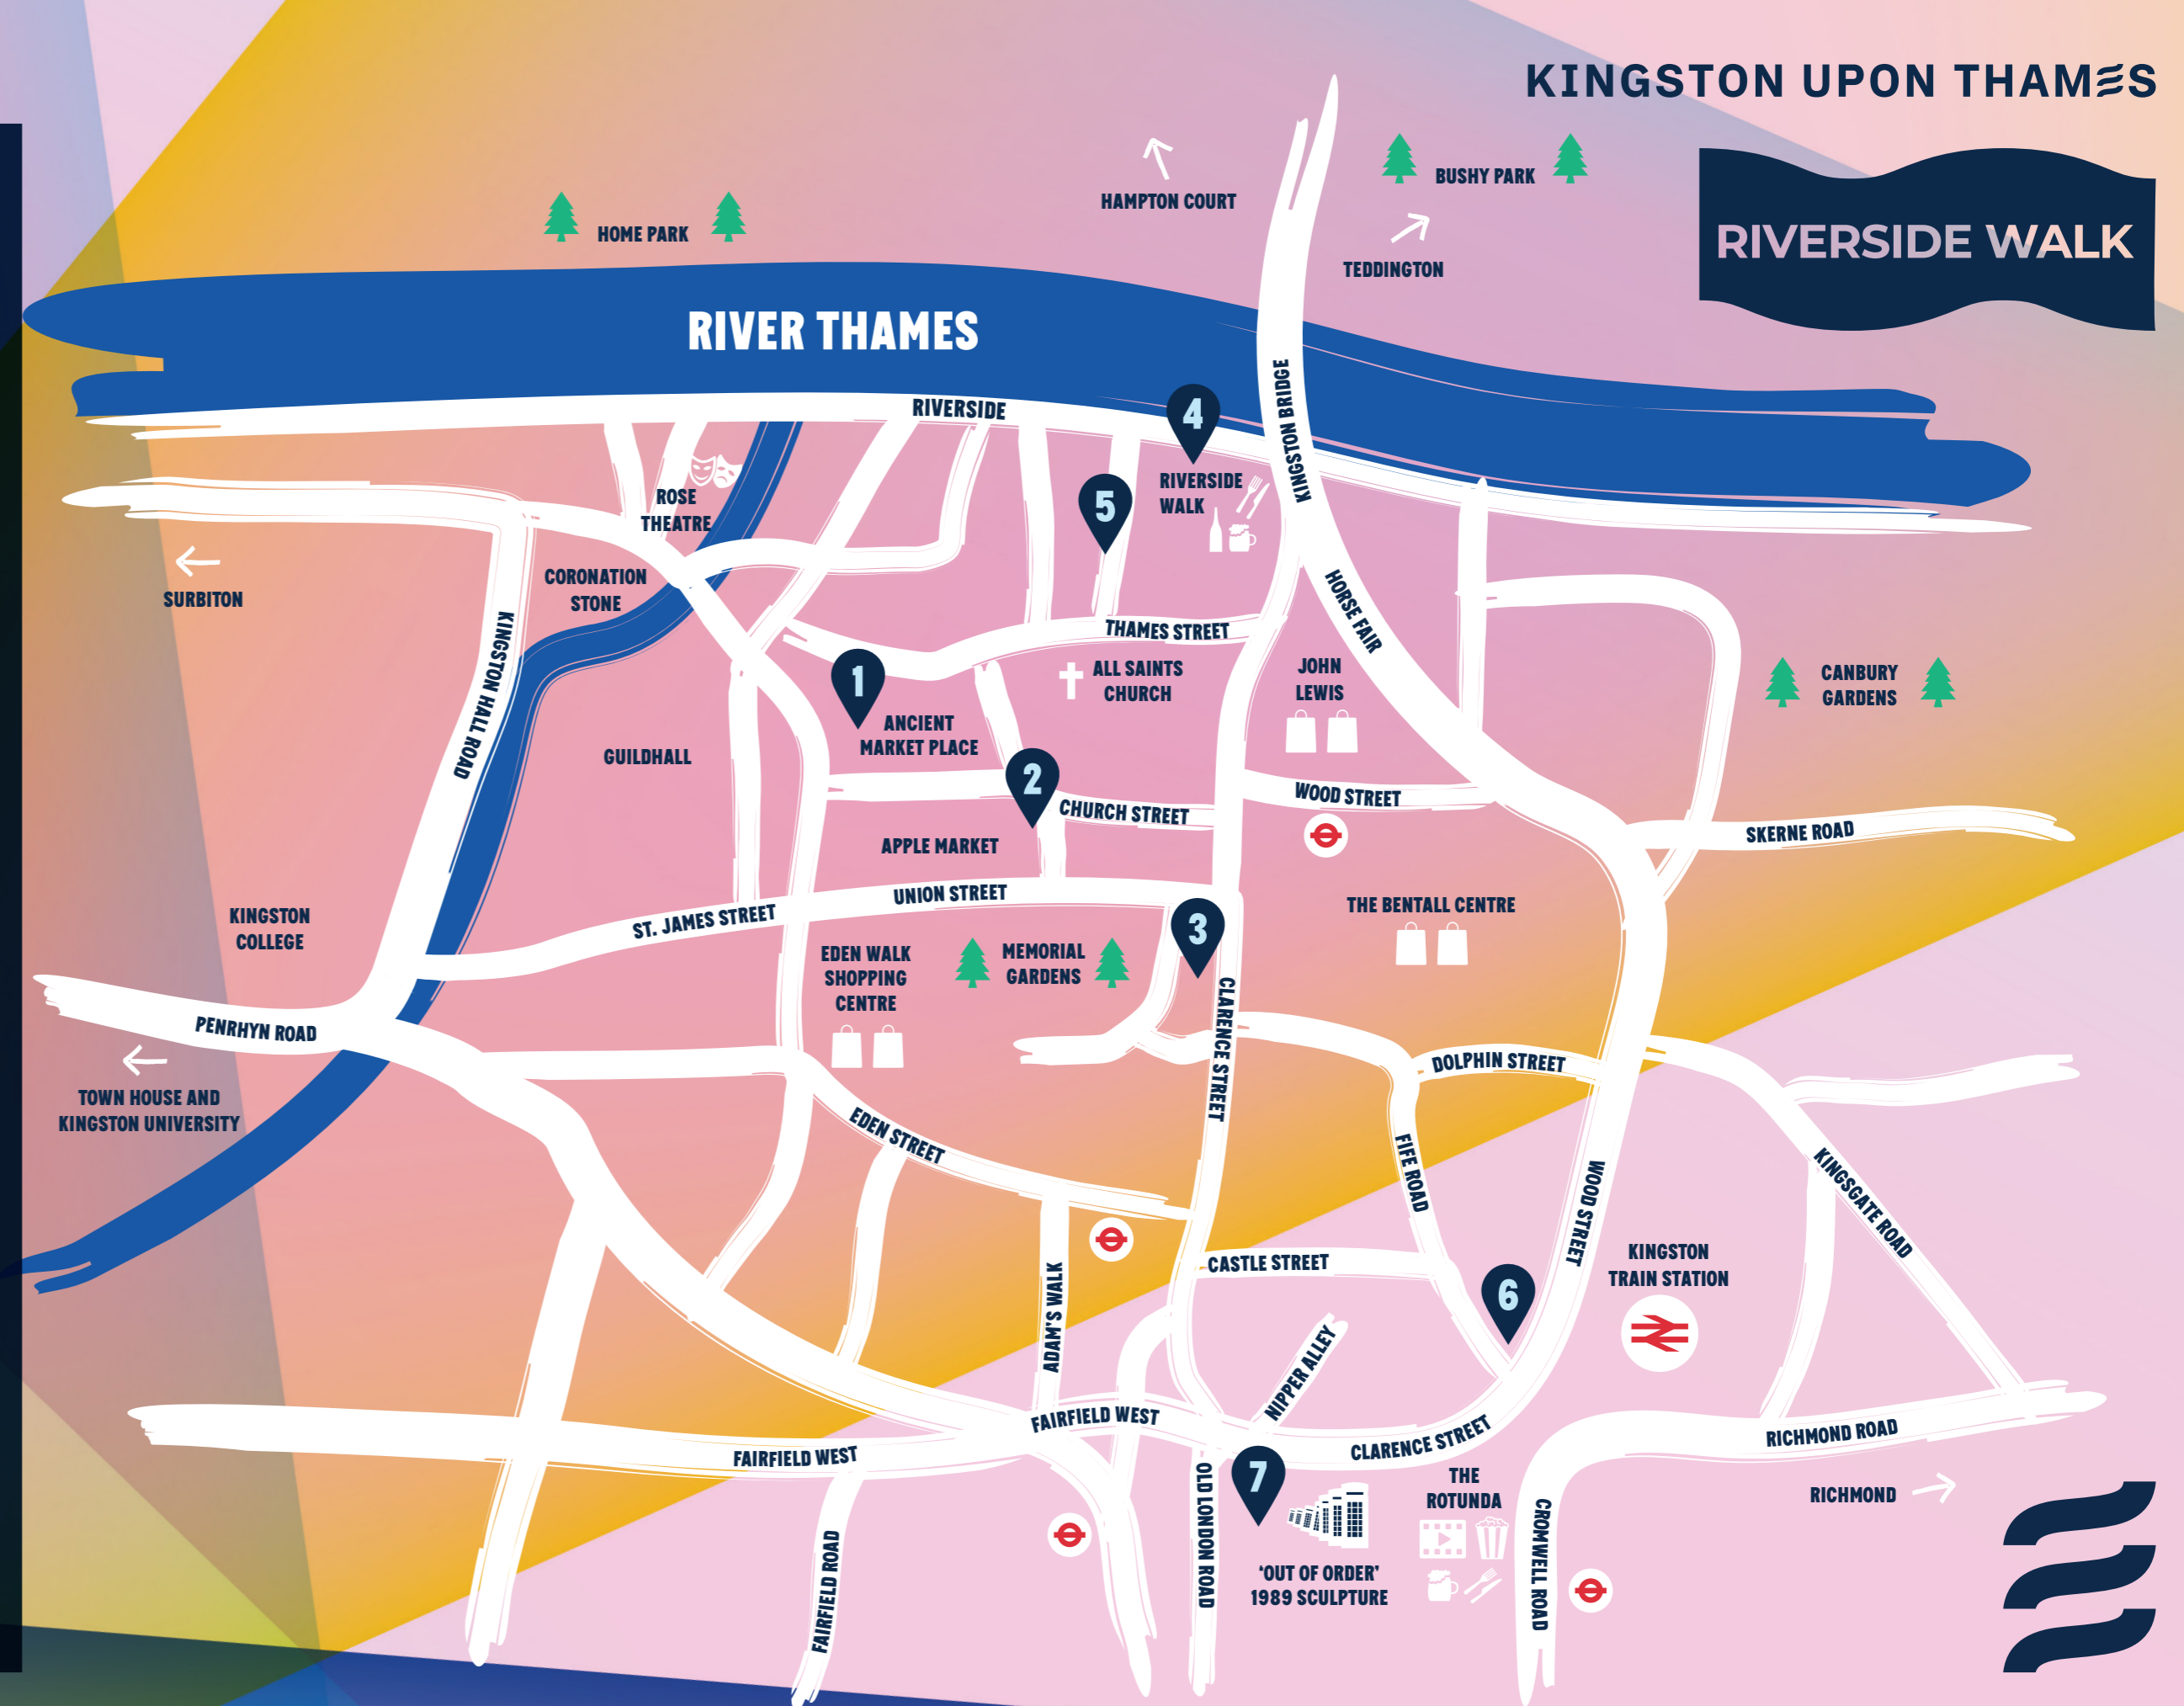 KINGSTON UPON THAMES
RIVERSIDE WALK
BUSHY PARK
HAMPTON COURT
HOME PARK
TEDDINGTON
RIVER THAMES
RIVERSIDE
KINGSTON BRIDGE
4
RIVERSIDE
WALK
5
ROSE
THEATRE
CORONATION
STONE
SURBITON
KINGSTON HALL ROAD
HORSE FAIR
THAMES STREET
ALL SAINTS
CHURCH
JOHN
LEWIS
CANBURY
GARDENS
1
ANCIENT
MARKET PLACE
GUILDHALL
2
CHURCH STREET
WOOD STREET
SKERNE ROAD
APPLE MARKET
UNION STREET
ST. JAMES STREET
THE BENTALL CENTRE
KINGSTON
COLLEGE
3
EDEN WALK
SHOPPING
CENTRE
MEMORIAL
GARDENS
CLARENCE STREET
PENRHYN ROAD
TOWN HOUSE AND
KINGSTON UNIVERSITY
DOLPHIN STREET
EDEN STREET
FIFE ROAD
WOOD STREET
KINGSGATE ROAD
KINGSTON
TRAIN STATION
CASTLE STREET
6
ADAM'S WALK
NIPPER ALLEY
FAIRFIELD WEST
FAIRFIELD WEST
CLARENCE STREET
RICHMOND ROAD
RICHMOND
7
THE
ROTUNDA
OLD LONDON ROAD
CROMWELL ROAD
FAIRFIELD ROAD
‘OUT OF ORDER’
1989 SCULPTURE